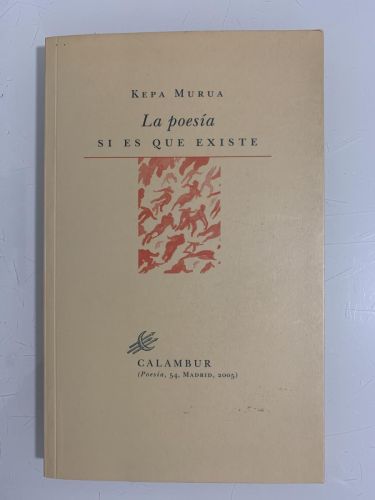 KEPA MURUA
La poesía
SI ES QUE EXISTE
CALAMBUR
(Poesía, 54, MADRID, 2005)